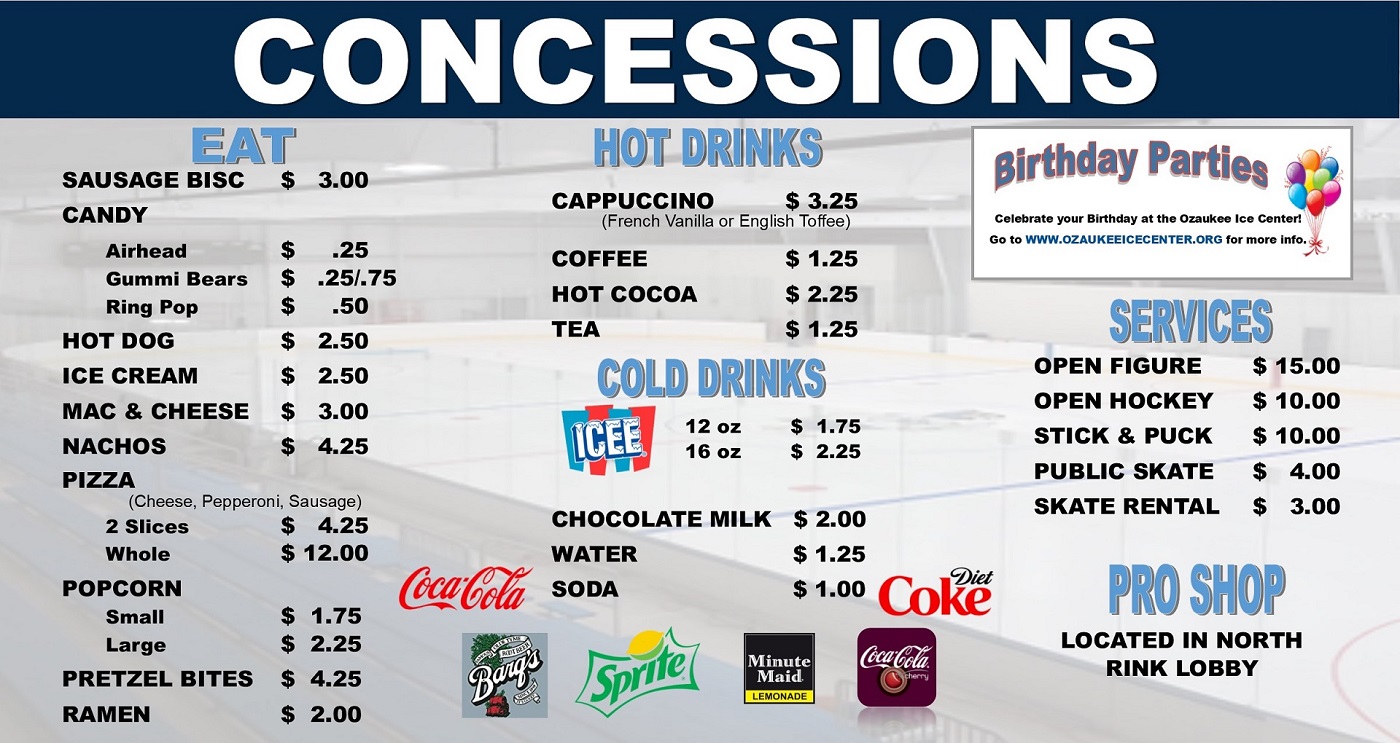 CONCESSIONS
EAT
SAUSAGE BISC $ 3.00
CANDY
Airhead $ .25
Gummi Bears $ .25/.75
Ring Pop $ .50
HOT DOG $ 2.50
ICE CREAM $ 2.50
MAC & CHEESE $ 3.00
NACHOS $ 4.25
PIZZA
(Cheese, Pepperoni, Sausage)
2 Slices $ 4.25
Whole $ 12.00
POPCORN
Small $ 1.75
Large $ 2.25
PRETZEL BITES $ 4.25
RAMEN $ 2.00
HOT DRINKS
CAPPUCCINO $ 3.25
(French Vanilla or English Toffee)
COFFEE $ 1.25
HOT COCOA $ 2.25
TEA $ 1.25
COLD DRINKS
ICEE
12 oz $ 1.75
16 oz $ 2.25
CHOCOLATE MILK $ 2.00
WATER $ 1.25
SODA $ 1.00
Coca-Cola
Diet
Coke
Barq's
Sprite
Minute
Maid
LEMONADE
Coca-Cola
cherry
Birthday Parties
Celebrate your Birthday at the Ozaukee Ice Center!
Go to WWW.OZAUKEEICECENTER.ORG for more info.
SERVICES
OPEN FIGURE $ 15.00
OPEN HOCKEY $ 10.00
STICK & PUCK $ 10.00
PUBLIC SKATE $ 4.00
SKATE RENTAL $ 3.00
PRO SHOP
LOCATED IN NORTH
RINK LOBBY